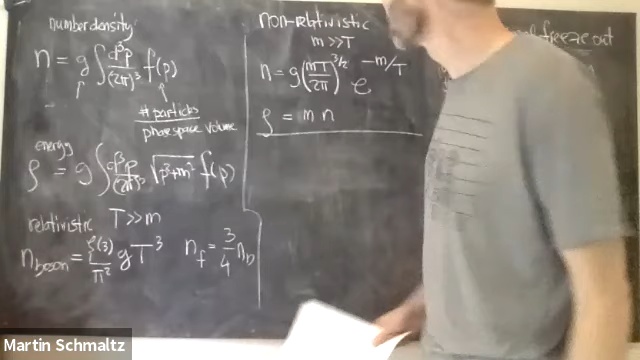 number density
n = g ∫ d³p/(2π)³ f(p)
# particles
phase space volume
energy
ρ = g ∫ d³p/(2π)³ √(p²+m²) f(p)
relativistic T >> m
n_boson = ζ(3)/π² g T³ n_f = 3/4 n_b
non-relativistic
m >> T
n = g (mT/2π)^3/2 e^-m/T
ρ = m n
freeze out
Martin Schmaltz